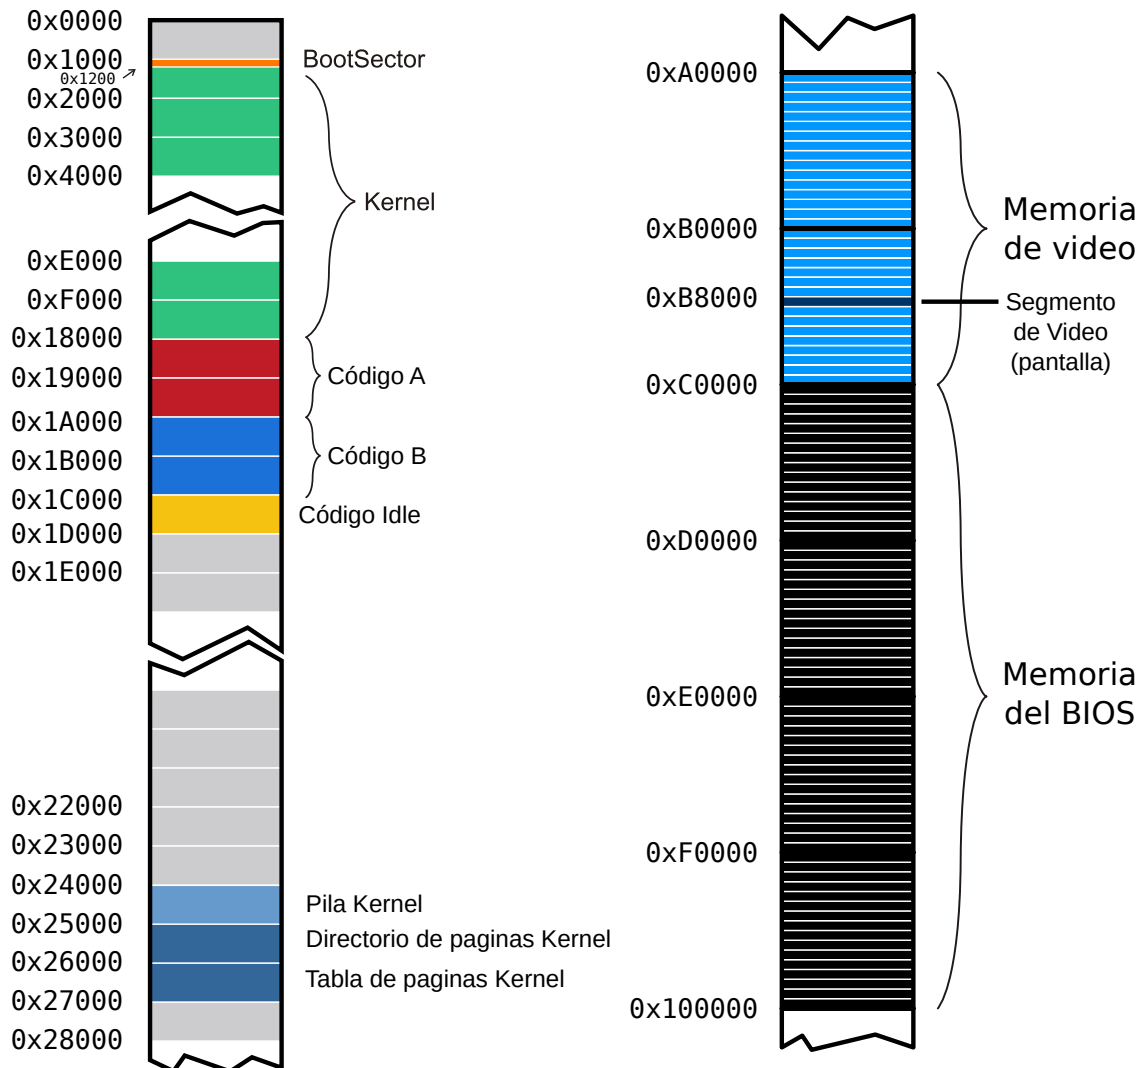 0x0000
0x1000
BootSector
0x1200
0x2000
0x3000
0x4000
Kernel
0xE000
0xF000
0x18000
0x19000
Código A
0x1A000
0x1B000
Código B
0x1C000
Código Idle
0x1D000
0x1E000
0x22000
0x23000
0x24000
Pila Kernel
0x25000
Directorio de paginas Kernel
0x26000
Tabla de paginas Kernel
0x27000
0x28000
0xA0000
Memoria
de video
0xB0000
0xB8000
Segmento
de Video
(pantalla)
0xC0000
0xD0000
Memoria
del BIOS
0xE0000
0xF0000
0x100000